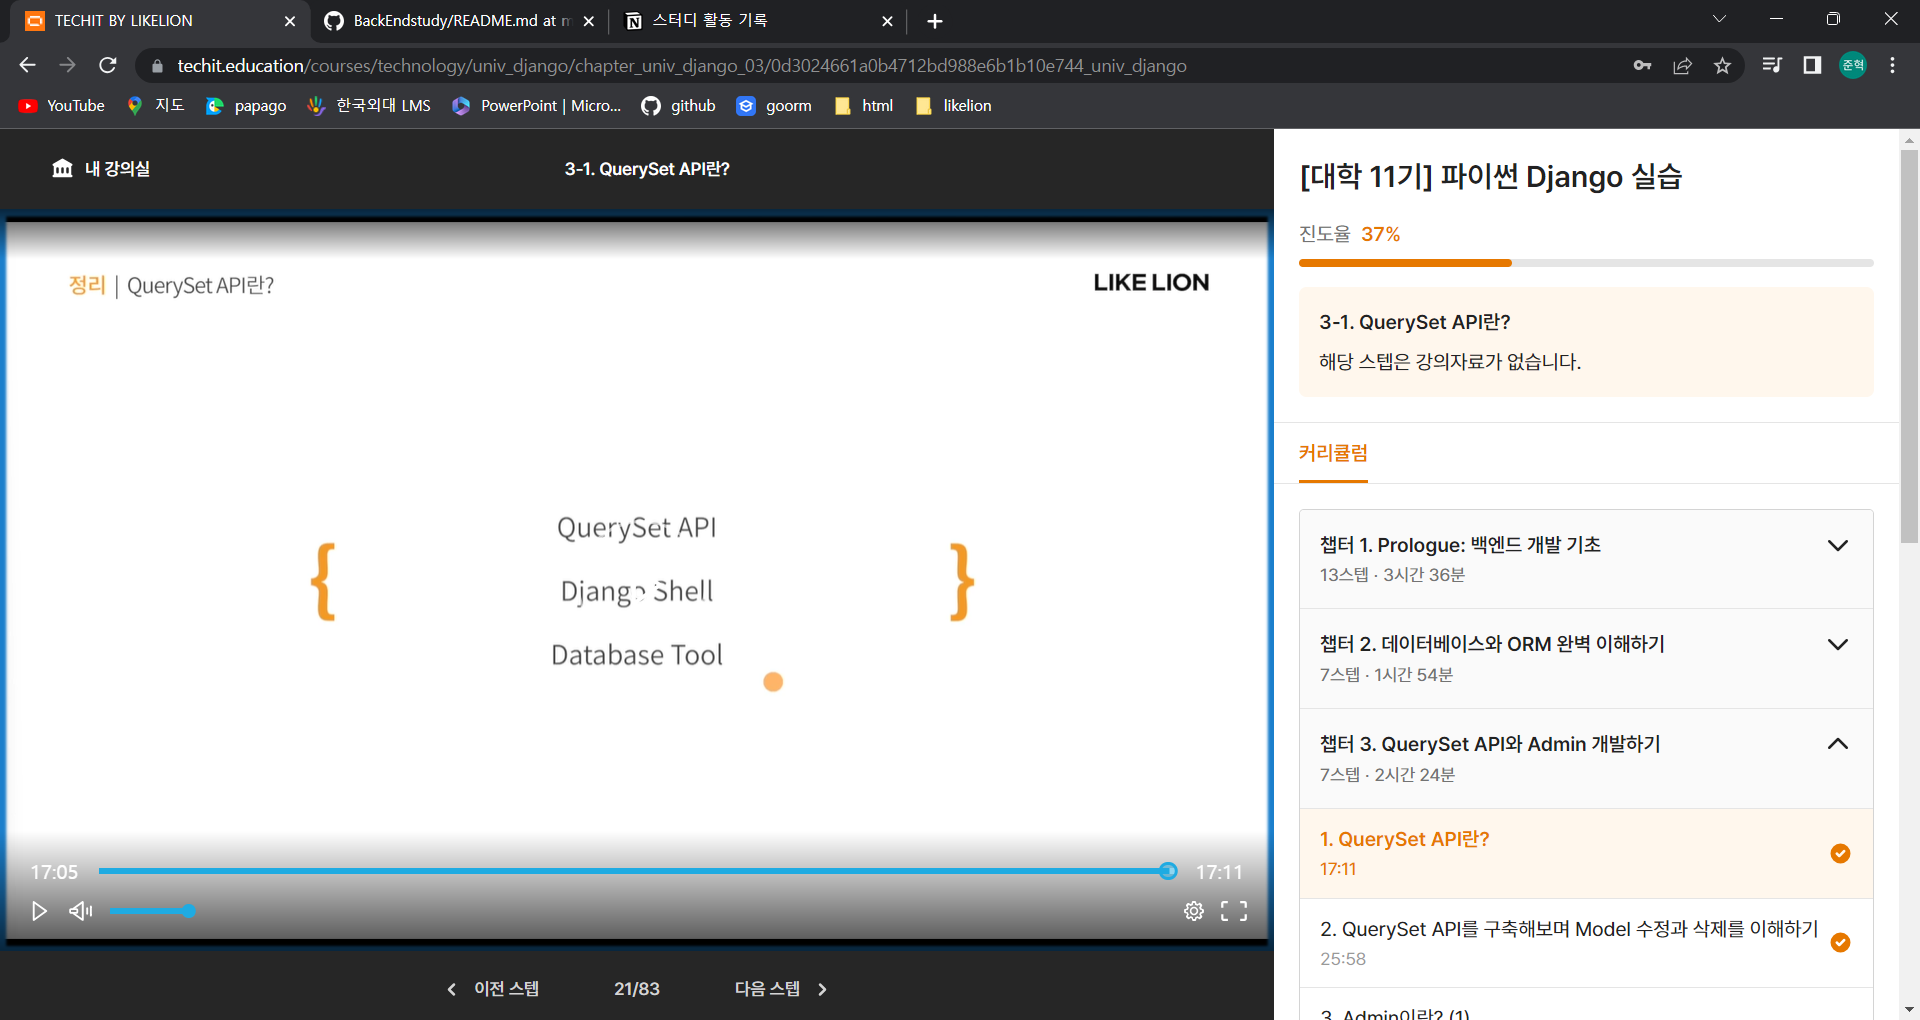 TECHIT BY LIKELION
BackEndstudy/README.md at m
스터디 활동 기록
techit.education/courses/technology/univ_django/chapter_univ_django_03/0d3024661a0b4712bd988e6b1b10e744_univ_django
준혁
YouTube
지도
papago
한국외대 LMS
PowerPoint | Micro...
github
goorm
html
likelion
내 강의실
3-1. QuerySet API란?
정리 | QuerySet API란?
LIKE LION
{
QuerySet API
Django Shell
Database Tool
}
17:05
17:11
이전 스텝
21/83
다음 스텝
[대학 11기] 파이썬 Django 실습
진도율 37%
3-1. QuerySet API란?
해당 스텝은 강의자료가 없습니다.
커리큘럼
챕터 1. Prologue: 백엔드 개발 기초
13스텝 · 3시간 36분
챕터 2. 데이터베이스와 ORM 완벽 이해하기
7스텝 · 1시간 54분
챕터 3. QuerySet API와 Admin 개발하기
7스텝 · 2시간 24분
1. QuerySet API란?
17:11
2. QuerySet API를 구축해보며 Model 수정과 삭제를 이해하기
25:58
3. Admin이란? (1)